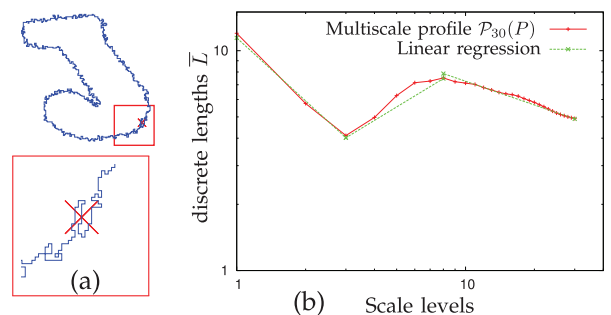 (a)
Multiscale profile 𝒫₃₀(P)
Linear regression
discrete lengths L̅
10
1
1
10
Scale levels
(b)